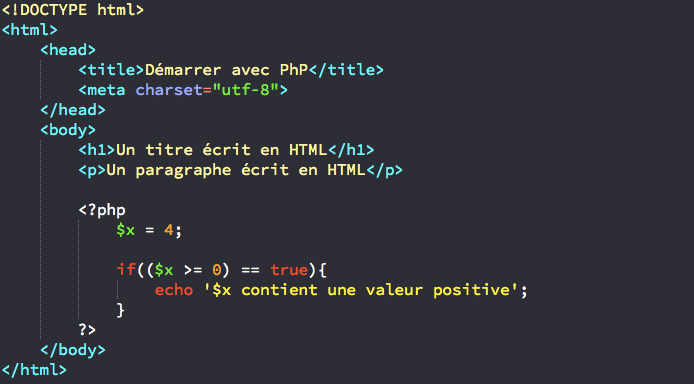 <!DOCTYPE html>
<html>
    <head>
        <title>Démarrer avec PhP</title>
        <meta charset="utf-8">
    </head>
    <body>
        <h1>Un titre écrit en HTML</h1>
        <p>Un paragraphe écrit en HTML</p>

        <?php
            $x = 4;

            if(($x >= 0) == true){
                echo '$x contient une valeur positive';
            }
        ?>
    </body>
</html>